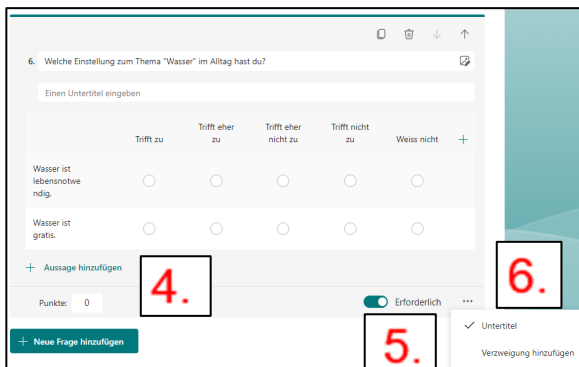 6. Welche Einstellung zum Thema "Wasser" im Alltag hast du?
Einen Untertitel eingeben
Trifft zu Trifft eher zu Trifft eher nicht zu Trifft nicht zu Weiss nicht +
Wasser ist
lebensnotwe
ndig.
Wasser ist
gratis.
+ Aussage hinzufügen
4.
6.
Punkte: 0 Erforderlich ...
5.
Untertitel
+ Neue Frage hinzufügen
Verzweigung hinzufügen